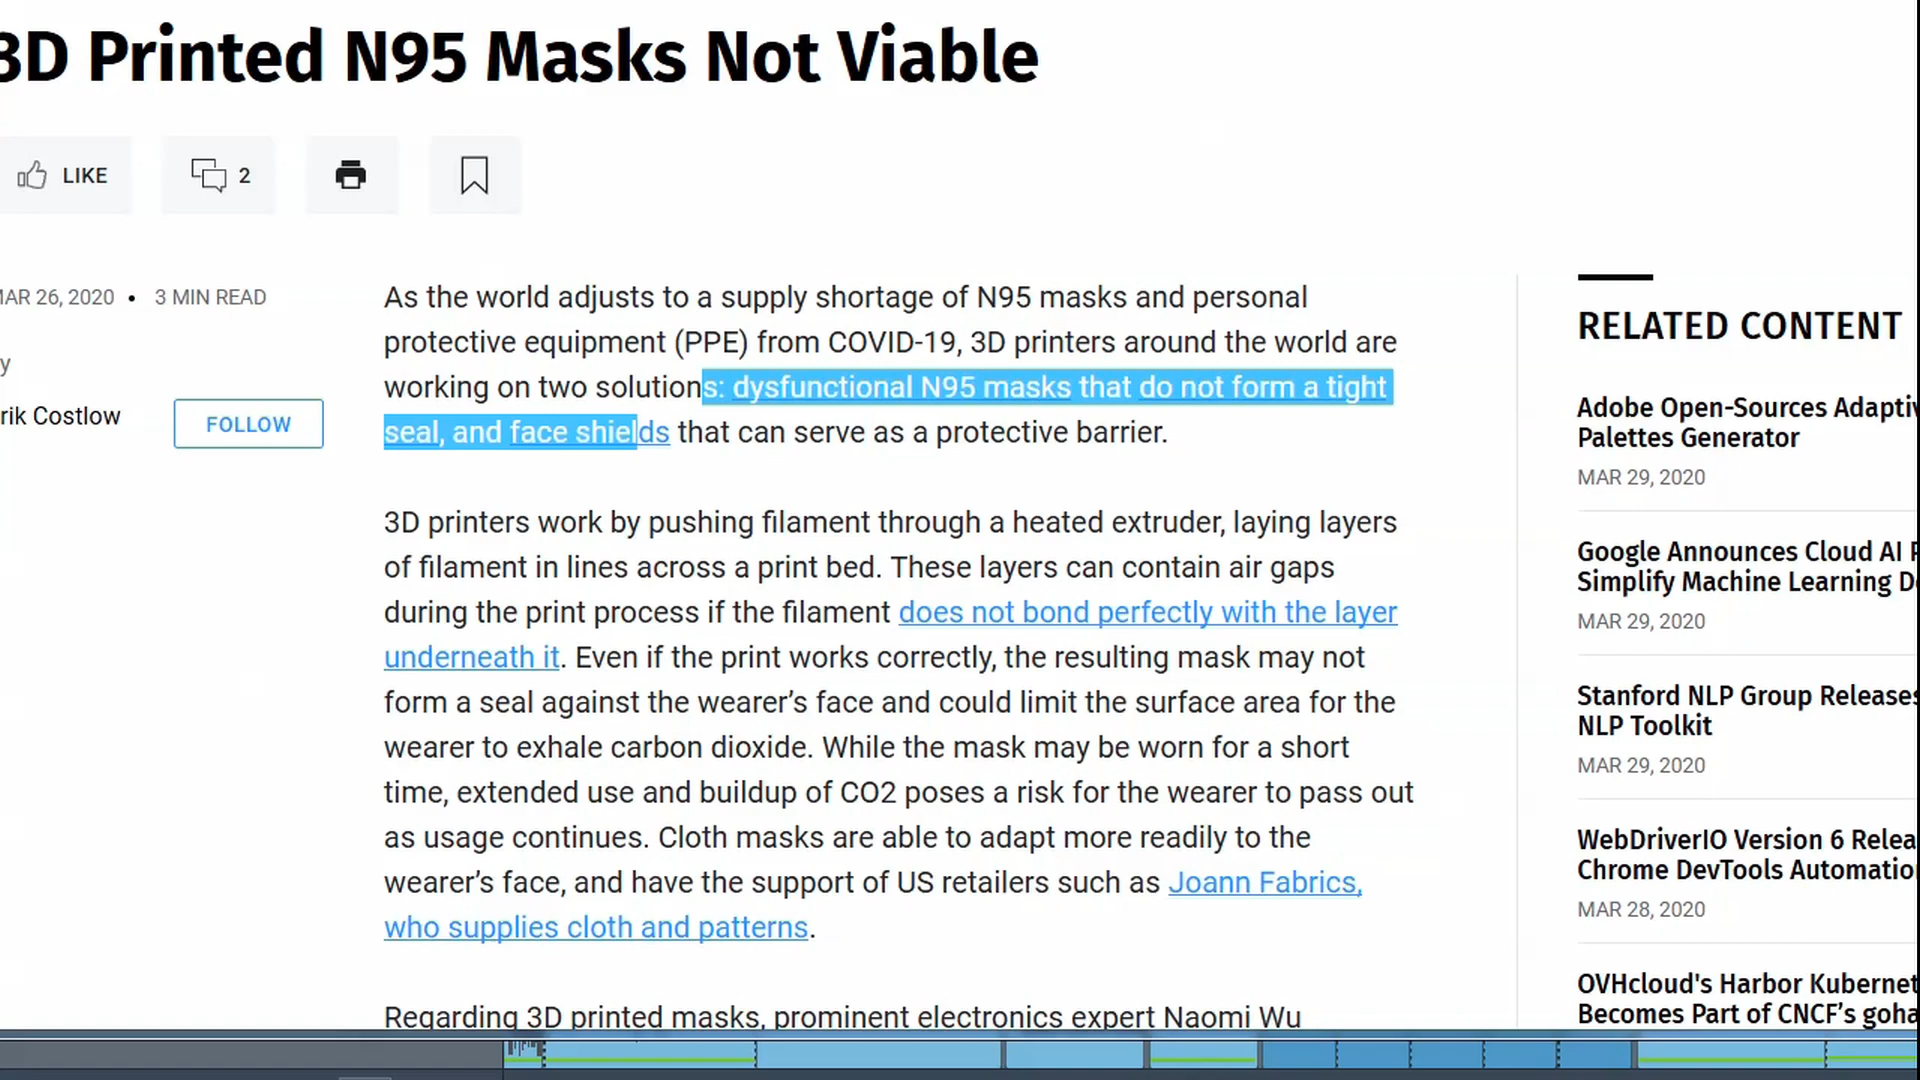 3D Printed N95 Masks Not Viable
LIKE
2
MAR 26, 2020 • 3 MIN READ
y
rik Costlow
FOLLOW
As the world adjusts to a supply shortage of N95 masks and personal
protective equipment (PPE) from COVID-19, 3D printers around the world are
working on two solutions: dysfunctional N95 masks that do not form a tight
seal, and face shields that can serve as a protective barrier.
3D printers work by pushing filament through a heated extruder, laying layers
of filament in lines across a print bed. These layers can contain air gaps
during the print process if the filament does not bond perfectly with the layer
underneath it. Even if the print works correctly, the resulting mask may not
form a seal against the wearer’s face and could limit the surface area for the
wearer to exhale carbon dioxide. While the mask may be worn for a short
time, extended use and buildup of CO2 poses a risk for the wearer to pass out
as usage continues. Cloth masks are able to adapt more readily to the
wearer’s face, and have the support of US retailers such as Joann Fabrics,
who supplies cloth and patterns.
Regarding 3D printed masks, prominent electronics expert Naomi Wu
RELATED CONTENT
Adobe Open-Sources Adaptiv
Palettes Generator
MAR 29, 2020
Google Announces Cloud AI P
Simplify Machine Learning D
MAR 29, 2020
Stanford NLP Group Releases
NLP Toolkit
MAR 29, 2020
WebDriverIO Version 6 Relea
Chrome DevTools Automatio
MAR 28, 2020
OVHcloud's Harbor Kubernet
Becomes Part of CNCF’s goha